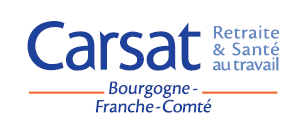 Carsat
Retraite
& Santé
au travail
Bourgogne-
Franche-Comté